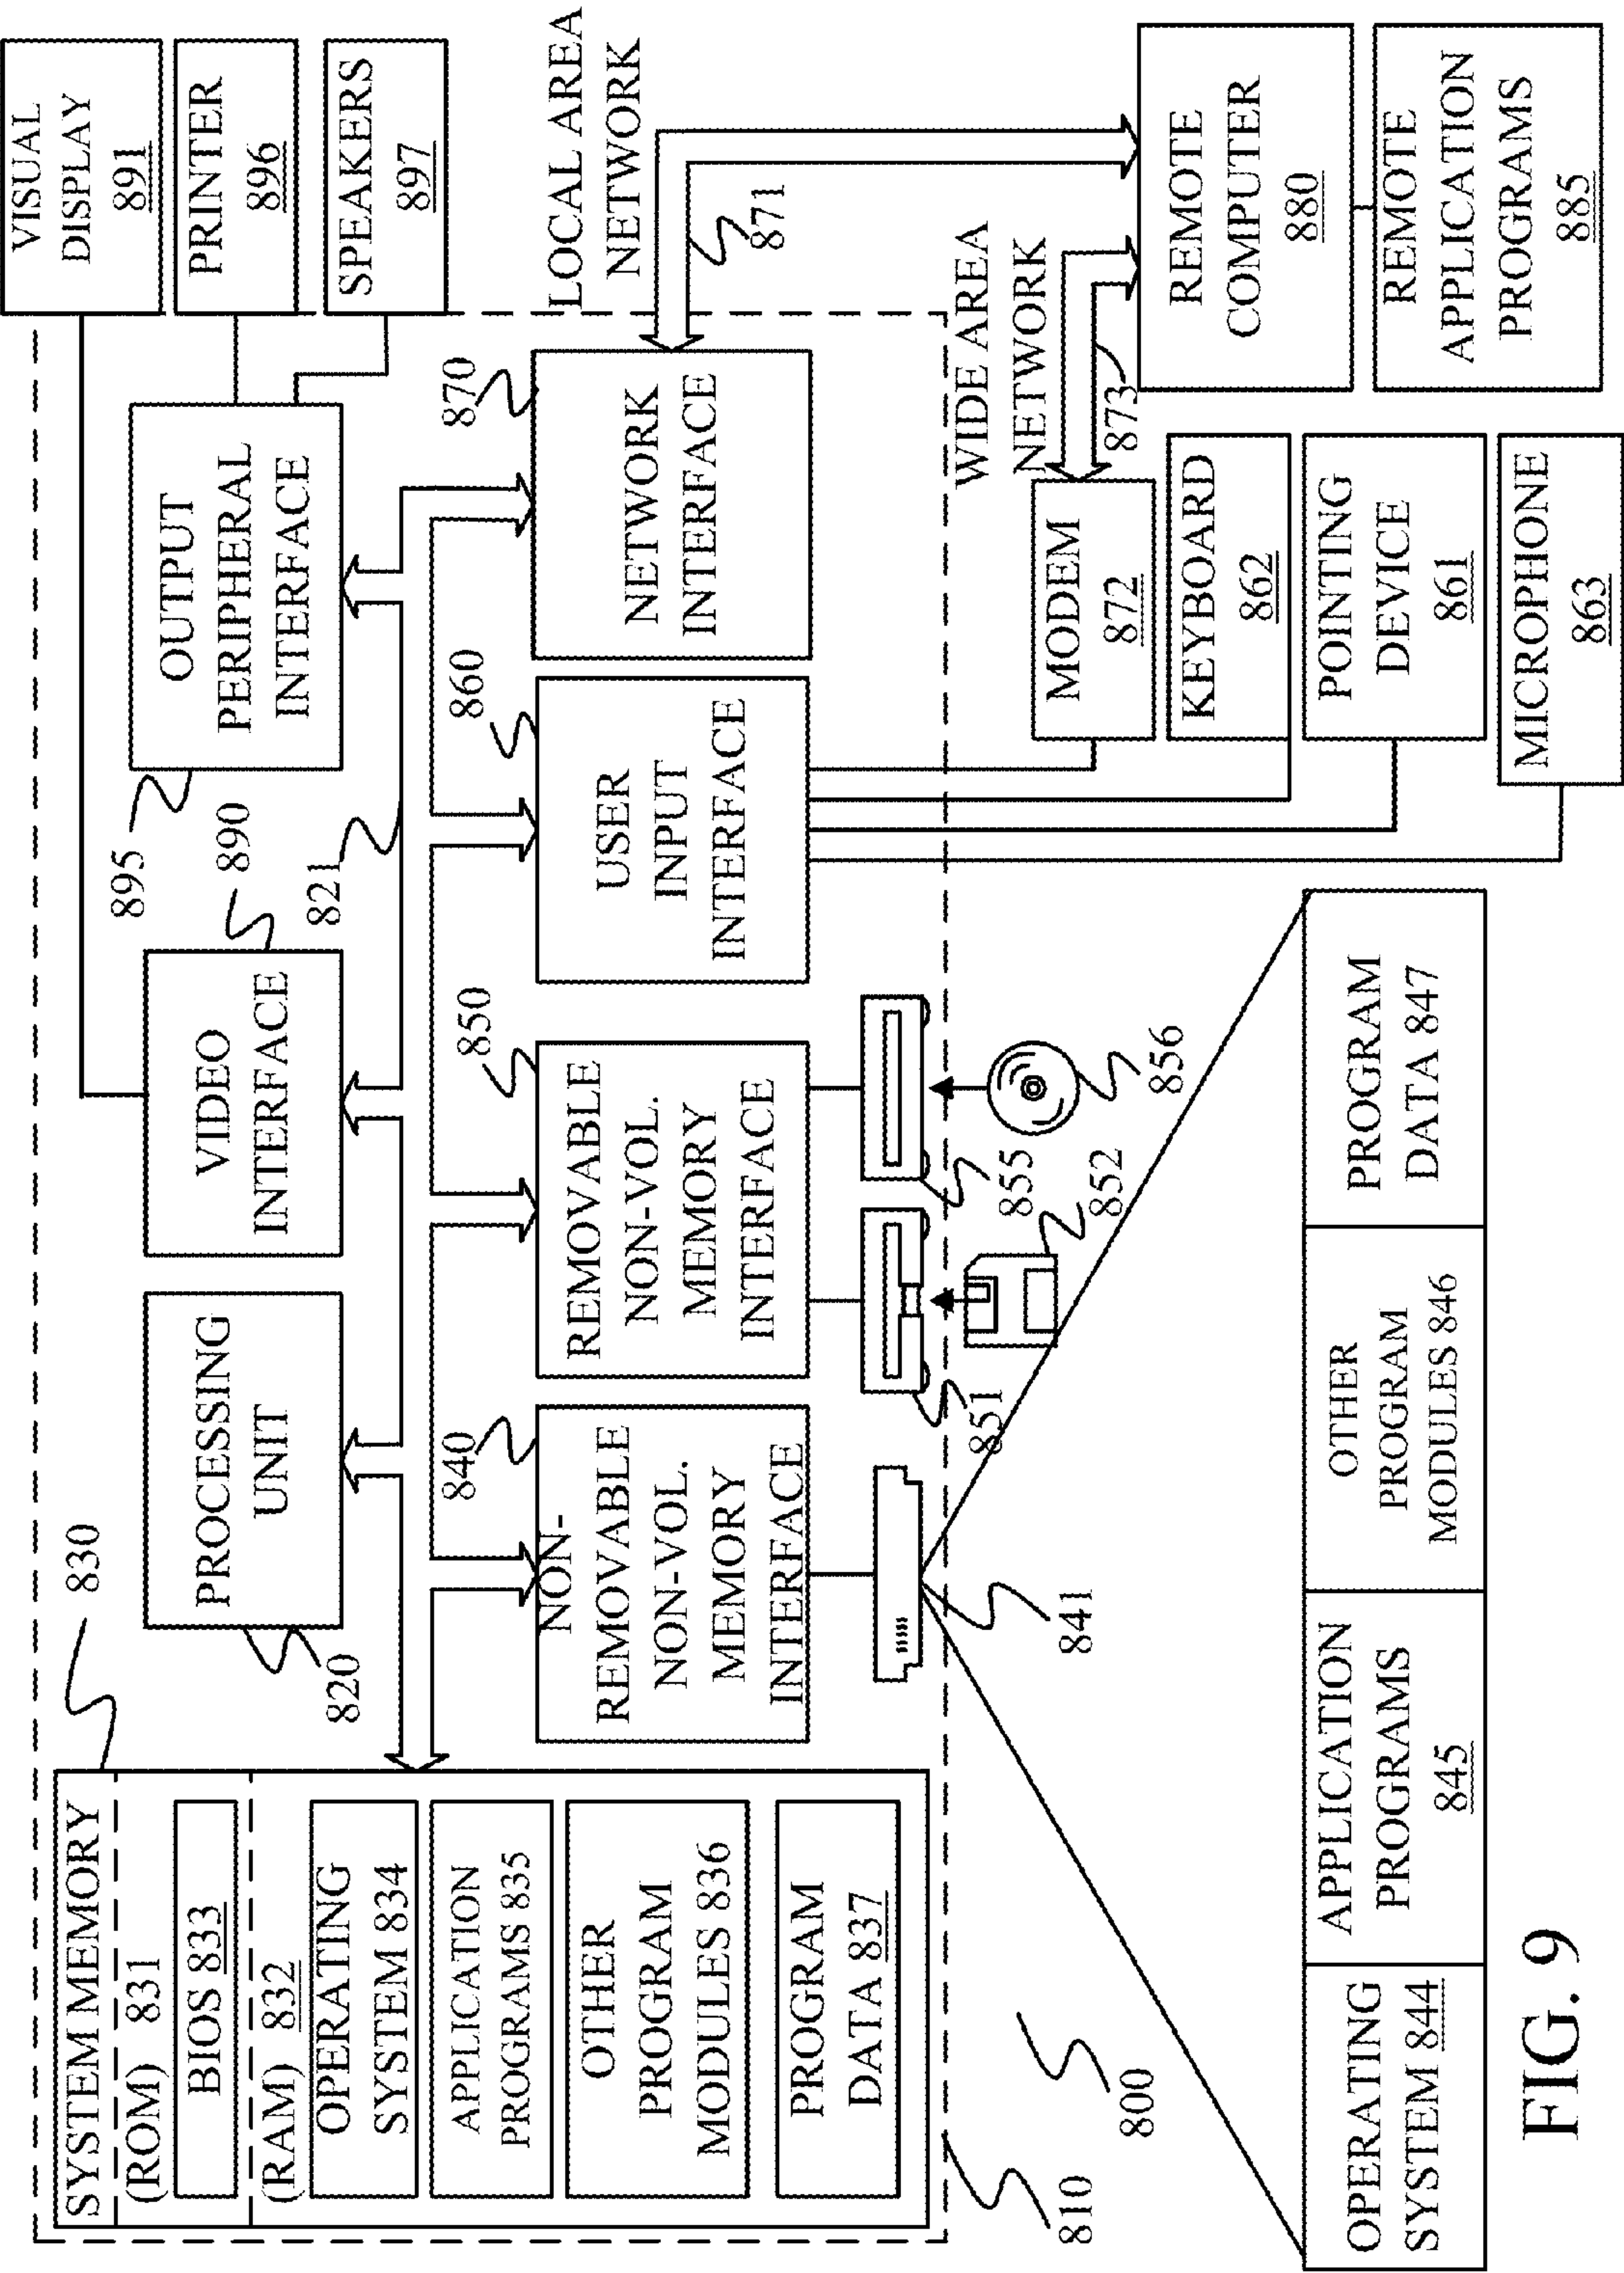 SYSTEM MEMORY
(ROM) 831
BIOS 833
(RAM) 832
OPERATING
SYSTEM 834
APPLICATION
PROGRAMS 835
OTHER
PROGRAM
MODULES 836
PROGRAM
DATA 837
830
820
PROCESSING
UNIT
VIDEO
INTERFACE
890
821
895
OUTPUT
PERIPHERAL
INTERFACE
VISUAL
DISPLAY
891
PRINTER
896
SPEAKERS
897
840
NON-
REMOVABLE
NON-VOL.
MEMORY
INTERFACE
850
REMOVABLE
NON-VOL.
MEMORY
INTERFACE
860
USER
INPUT
INTERFACE
870
NETWORK
INTERFACE
LOCAL AREA
NETWORK
871
841
851
855
852
856
WIDE AREA
NETWORK
873
MODEM
872
KEYBOARD
862
POINTING
DEVICE
861
MICROPHONE
863
REMOTE
COMPUTER
880
REMOTE
APPLICATION
PROGRAMS
885
810
800
OPERATING
SYSTEM 844
APPLICATION
PROGRAMS
845
OTHER
PROGRAM
MODULES 846
PROGRAM
DATA 847
FIG. 9